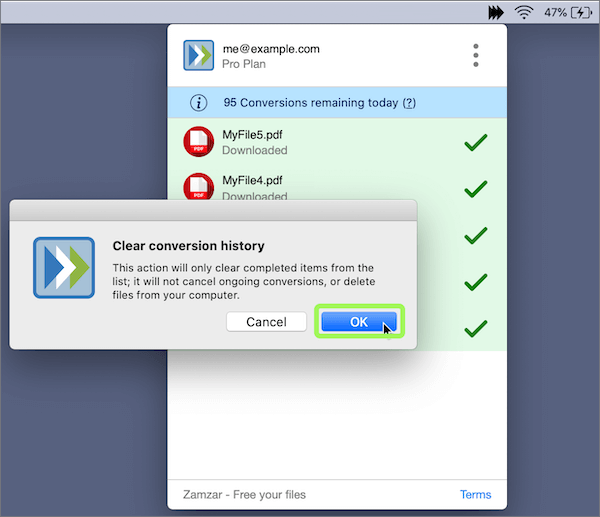 47%
me@example.com
Pro Plan
95 Conversions remaining today (?)
MyFile5.pdf
PDF
Downloaded
MyFile4.pdf
PDF
Downloaded
Clear conversion history
This action will only clear completed items from the
list; it will not cancel ongoing conversions, or delete
files from your computer.
Cancel OK
Zamzar - Free your files Terms